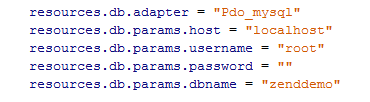 resources.db.adapter = "Pdo_mysql"
resources.db.params.host = "localhost"
resources.db.params.username = "root"
resources.db.params.password = ""
resources.db.params.dbname = "zenddemo"